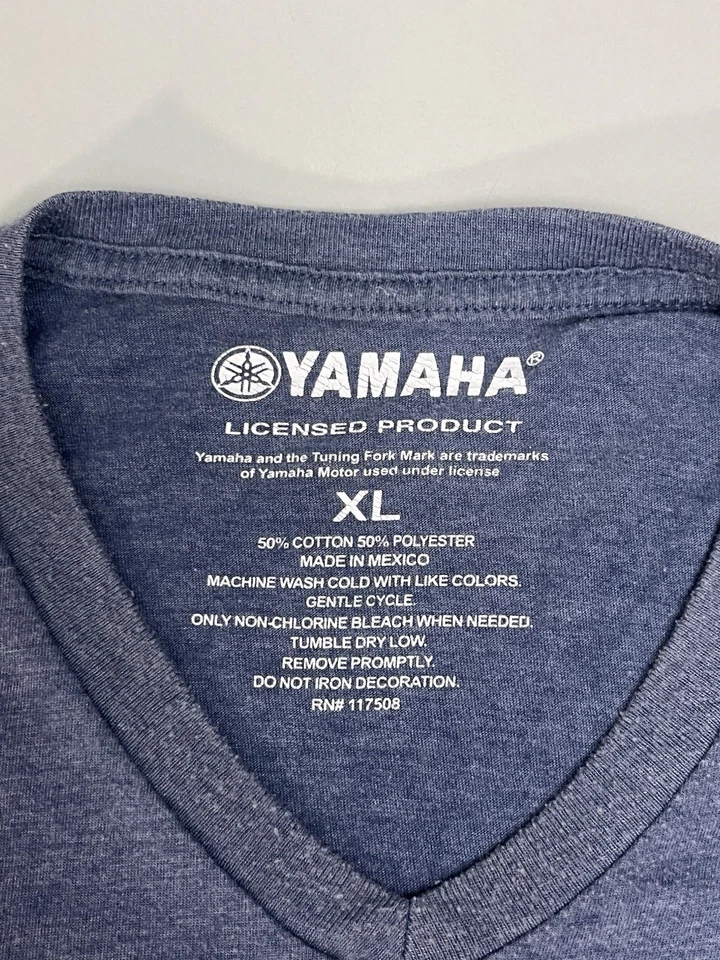 YAMAHA®
LICENSED PRODUCT
Yamaha and the Tuning Fork Mark are trademarks
of Yamaha Motor used under license
XL
50% COTTON 50% POLYESTER
MADE IN MEXICO
MACHINE WASH COLD WITH LIKE COLORS.
GENTLE CYCLE.
ONLY NON-CHLORINE BLEACH WHEN NEEDED.
TUMBLE DRY LOW.
REMOVE PROMPTLY.
DO NOT IRON DECORATION.
RN# 117508